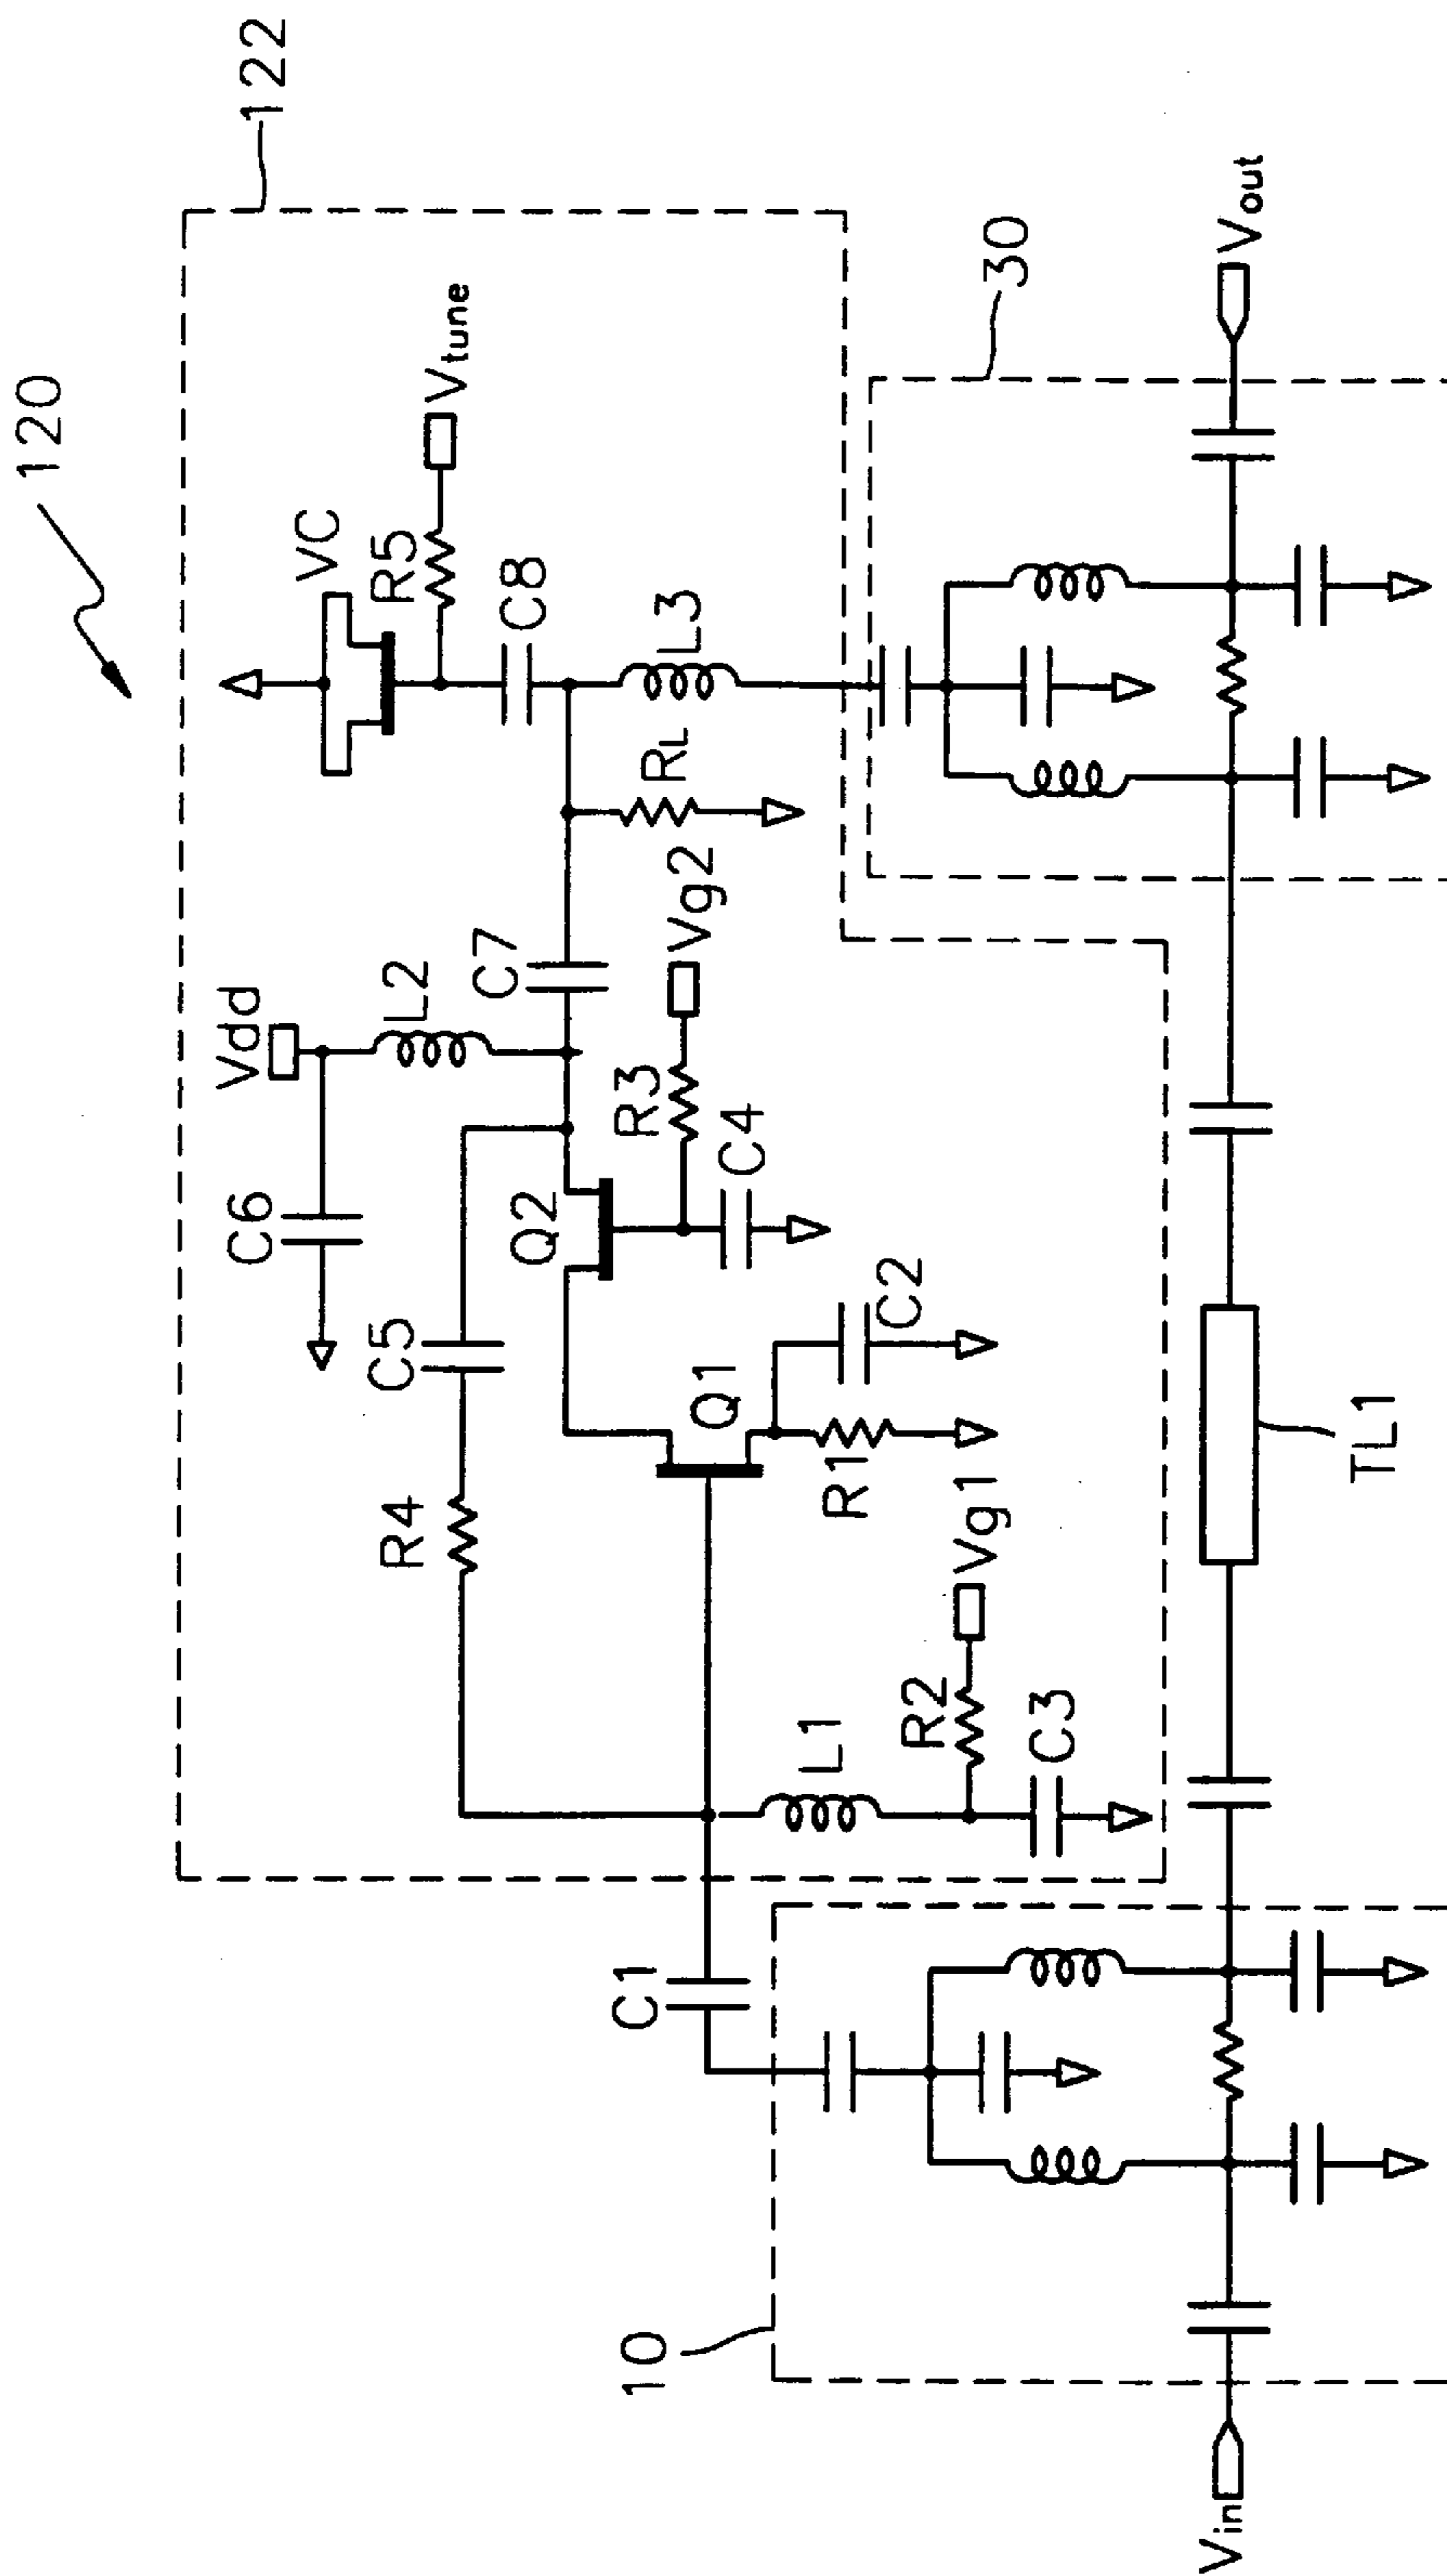 120
122
VC
R5
Vtune
C8
L3
RL
Vdd
L2
C7
Vg2
C6
R3
C4
C5
Q2
C2
R4
Q1
R1
Vg1
L1
R2
C3
C1
10
30
Vin
TL1
Vout